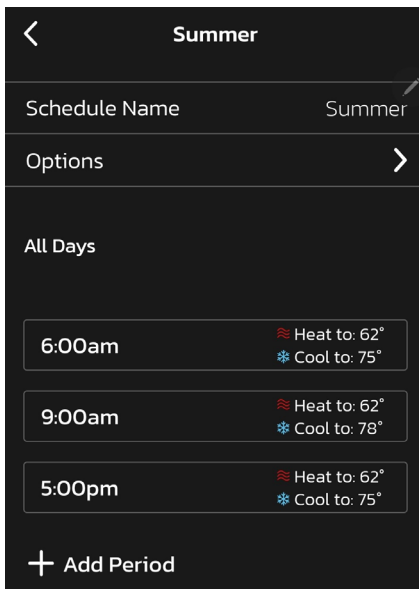 Summer
Schedule Name Summer
Options
All Days
6:00am
Heat to: 62°
Cool to: 75°
9:00am
Heat to: 62°
Cool to: 78°
5:00pm
Heat to: 62°
Cool to: 75°
+ Add Period